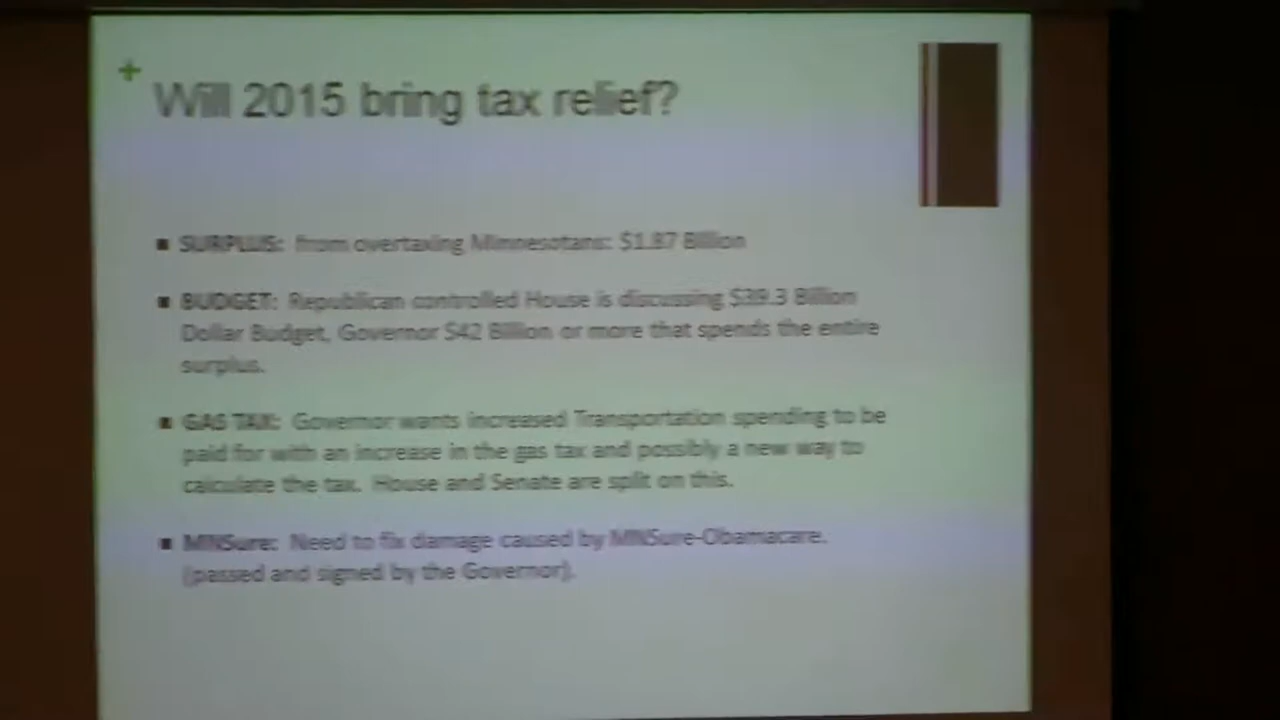 +
Will 2015 bring tax relief?
■ SURPLUS: from overtaxing Minnesotans: $1.87 Billion
■ BUDGET: Republican controlled House is discussing $39.3 Billion
Dollar Budget, Governor $42 Billion or more that spends the entire
surplus.
■ GAS TAX: Governor wants increased Transportation spending to be
paid for with an increase in the gas tax and possibly a new way to
calculate the tax. House and Senate are split on this.
■ MNSure: Need to fix damage caused by MNSure-Obamacare.
(passed and signed by the Governor).